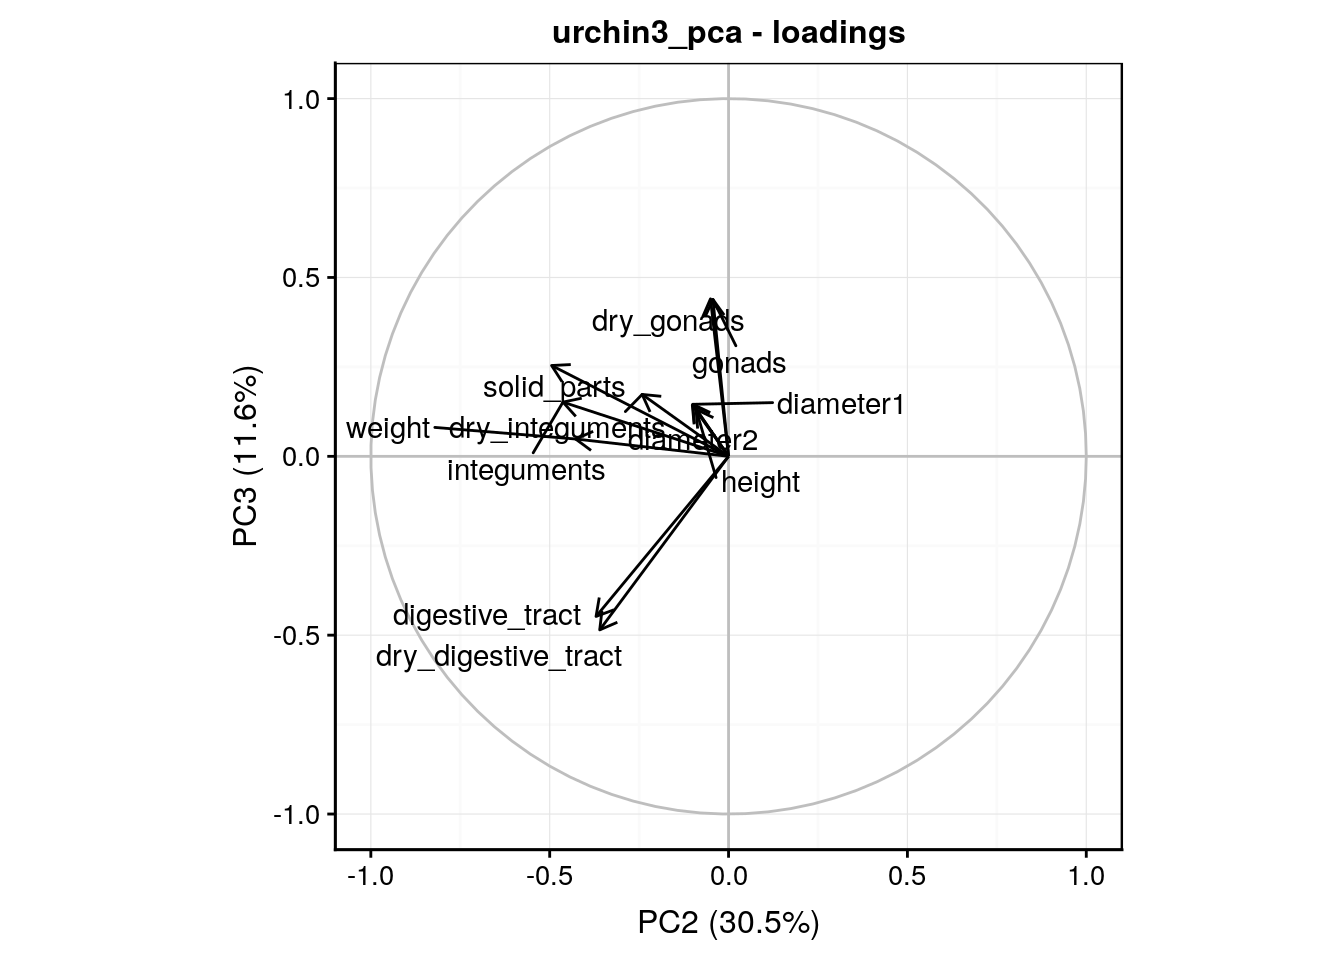 urchin3_pca - loadings
1.0
0.5
0.0
-0.5
-1.0
PC3 (11.6%)
dry_gonads
gonads
solid_parts
diameter1
weight
dry_integuments
diameter2
integuments
height
digestive_tract
dry_digestive_tract
-1.0
-0.5
0.0
0.5
1.0
PC2 (30.5%)